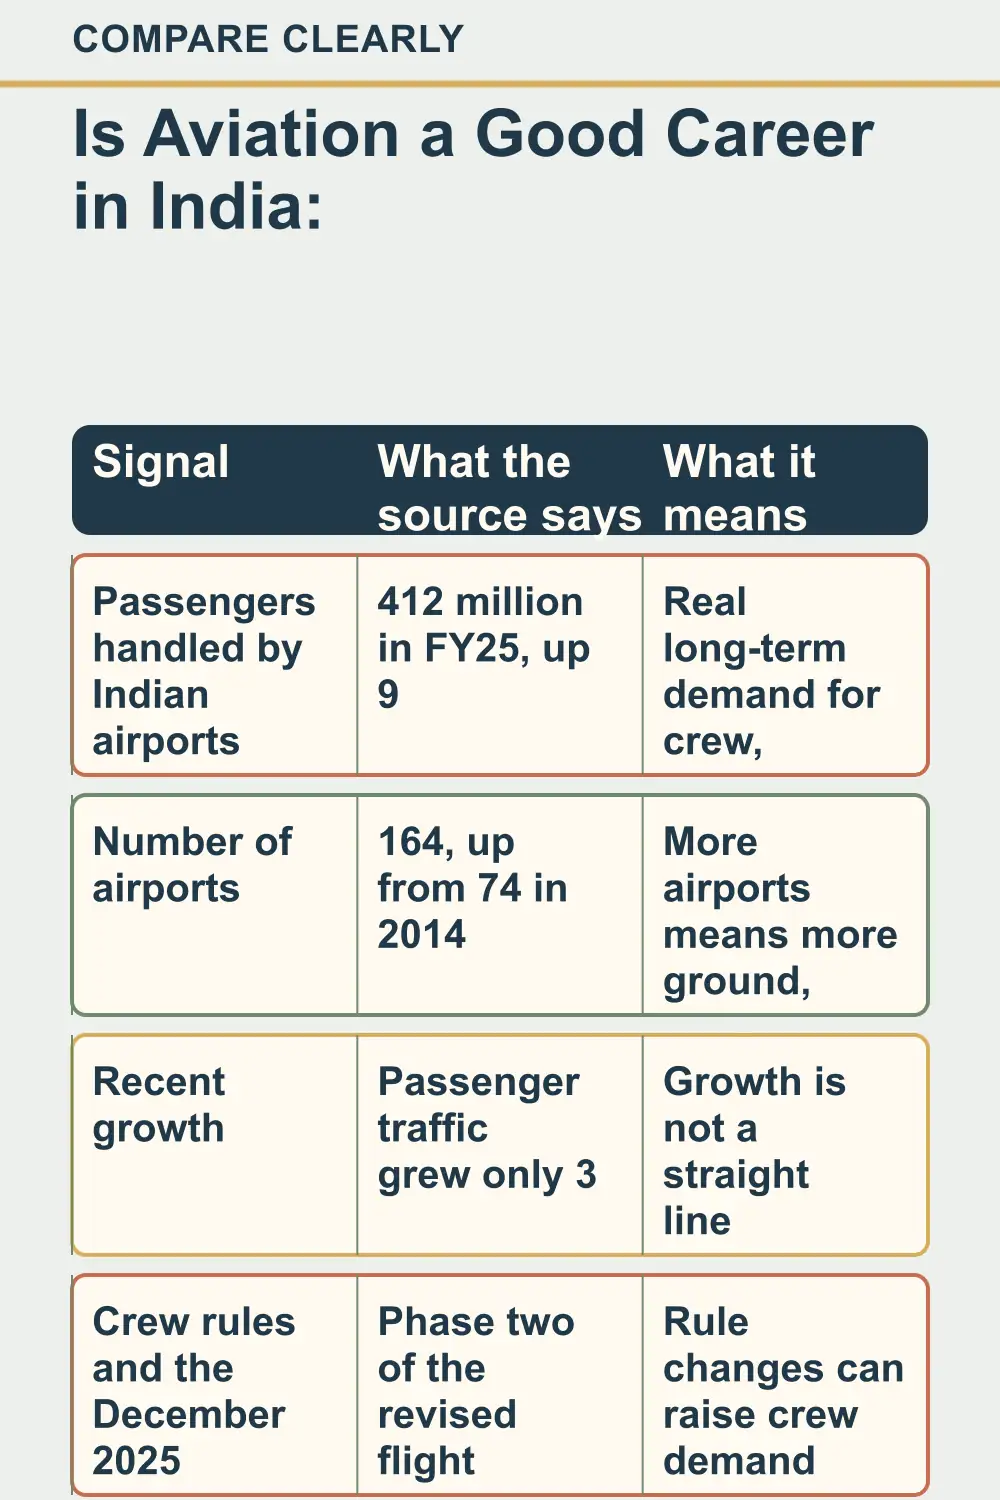 COMPARE CLEARLY
Is Aviation a Good Career
in India:
Signal
What the
source says
What it
means
Passengers
handled by
Indian
airports
412 million
in FY25, up
9
Real
long-term
demand for
crew,
Number of
airports
164, up
from 74 in
2014
More
airports
means more
ground,
Recent
growth
Passenger
traffic
grew only 3
Growth is
not a
straight
line
Crew rules
and the
December
2025
Phase two
of the
revised
flight
Rule
changes can
raise crew
demand